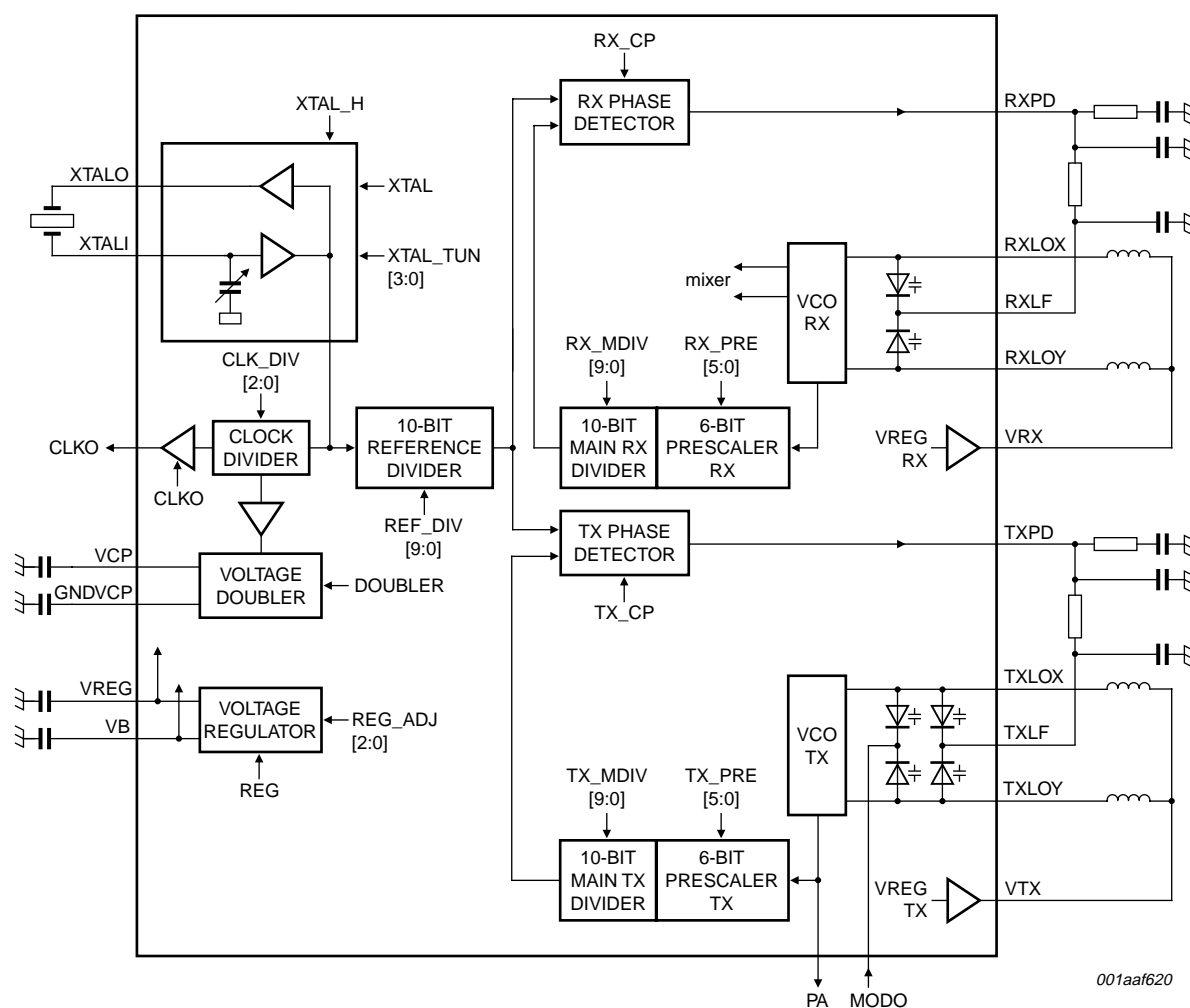 RX_CP
XTAL_H
RX PHASE
DETECTOR
RXPD
XTALO
XTAL
XTALI
XTAL_TUN
[3:0]
mixer
VCO
RX
RXLOX
RXLF
RXLOY
CLK_DIV
[2:0]
RX_MDIV
[9:0]
RX_PRE
[5:0]
CLKO
CLOCK
DIVIDER
10-BIT
REFERENCE
DIVIDER
10-BIT
MAIN RX
DIVIDER
6-BIT
PRESCALER
RX
VREG
RX
VRX
CLKO
REF_DIV
[9:0]
TX PHASE
DETECTOR
TXPD
VCP
GNDVCP
VOLTAGE
DOUBLER
DOUBLER
TX_CP
VREG
VB
VOLTAGE
REGULATOR
REG_ADJ
[2:0]
REG
VCO
TX
TXLOX
TXLF
TXLOY
TX_MDIV
[9:0]
TX_PRE
[5:0]
10-BIT
MAIN TX
DIVIDER
6-BIT
PRESCALER
TX
VREG
TX
VTX
PA
MODO
001aaf620